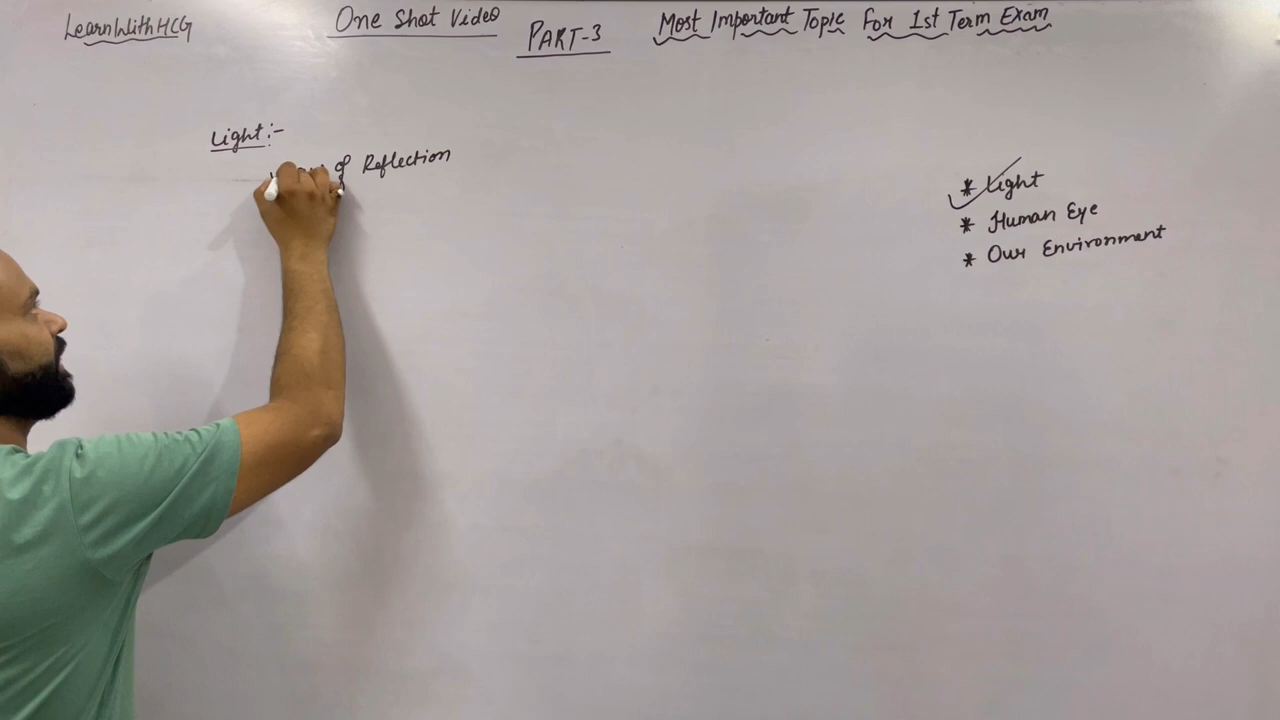 LearnWithHCG
One Shot Video
PART-3
Most Important Topic For 1st Term Exam
Light:-
of Reflection
* Light
* Human Eye
* Our Environment